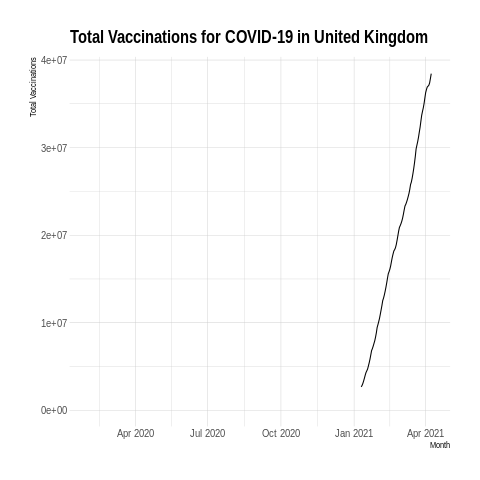 Total Vaccinations for COVID-19 in United Kingdom
Total Vaccinations
4e+07
3e+07
2e+07
1e+07
0e+00
Apr 2020
Jul 2020
Oct 2020
Jan 2021
Apr 2021
Month